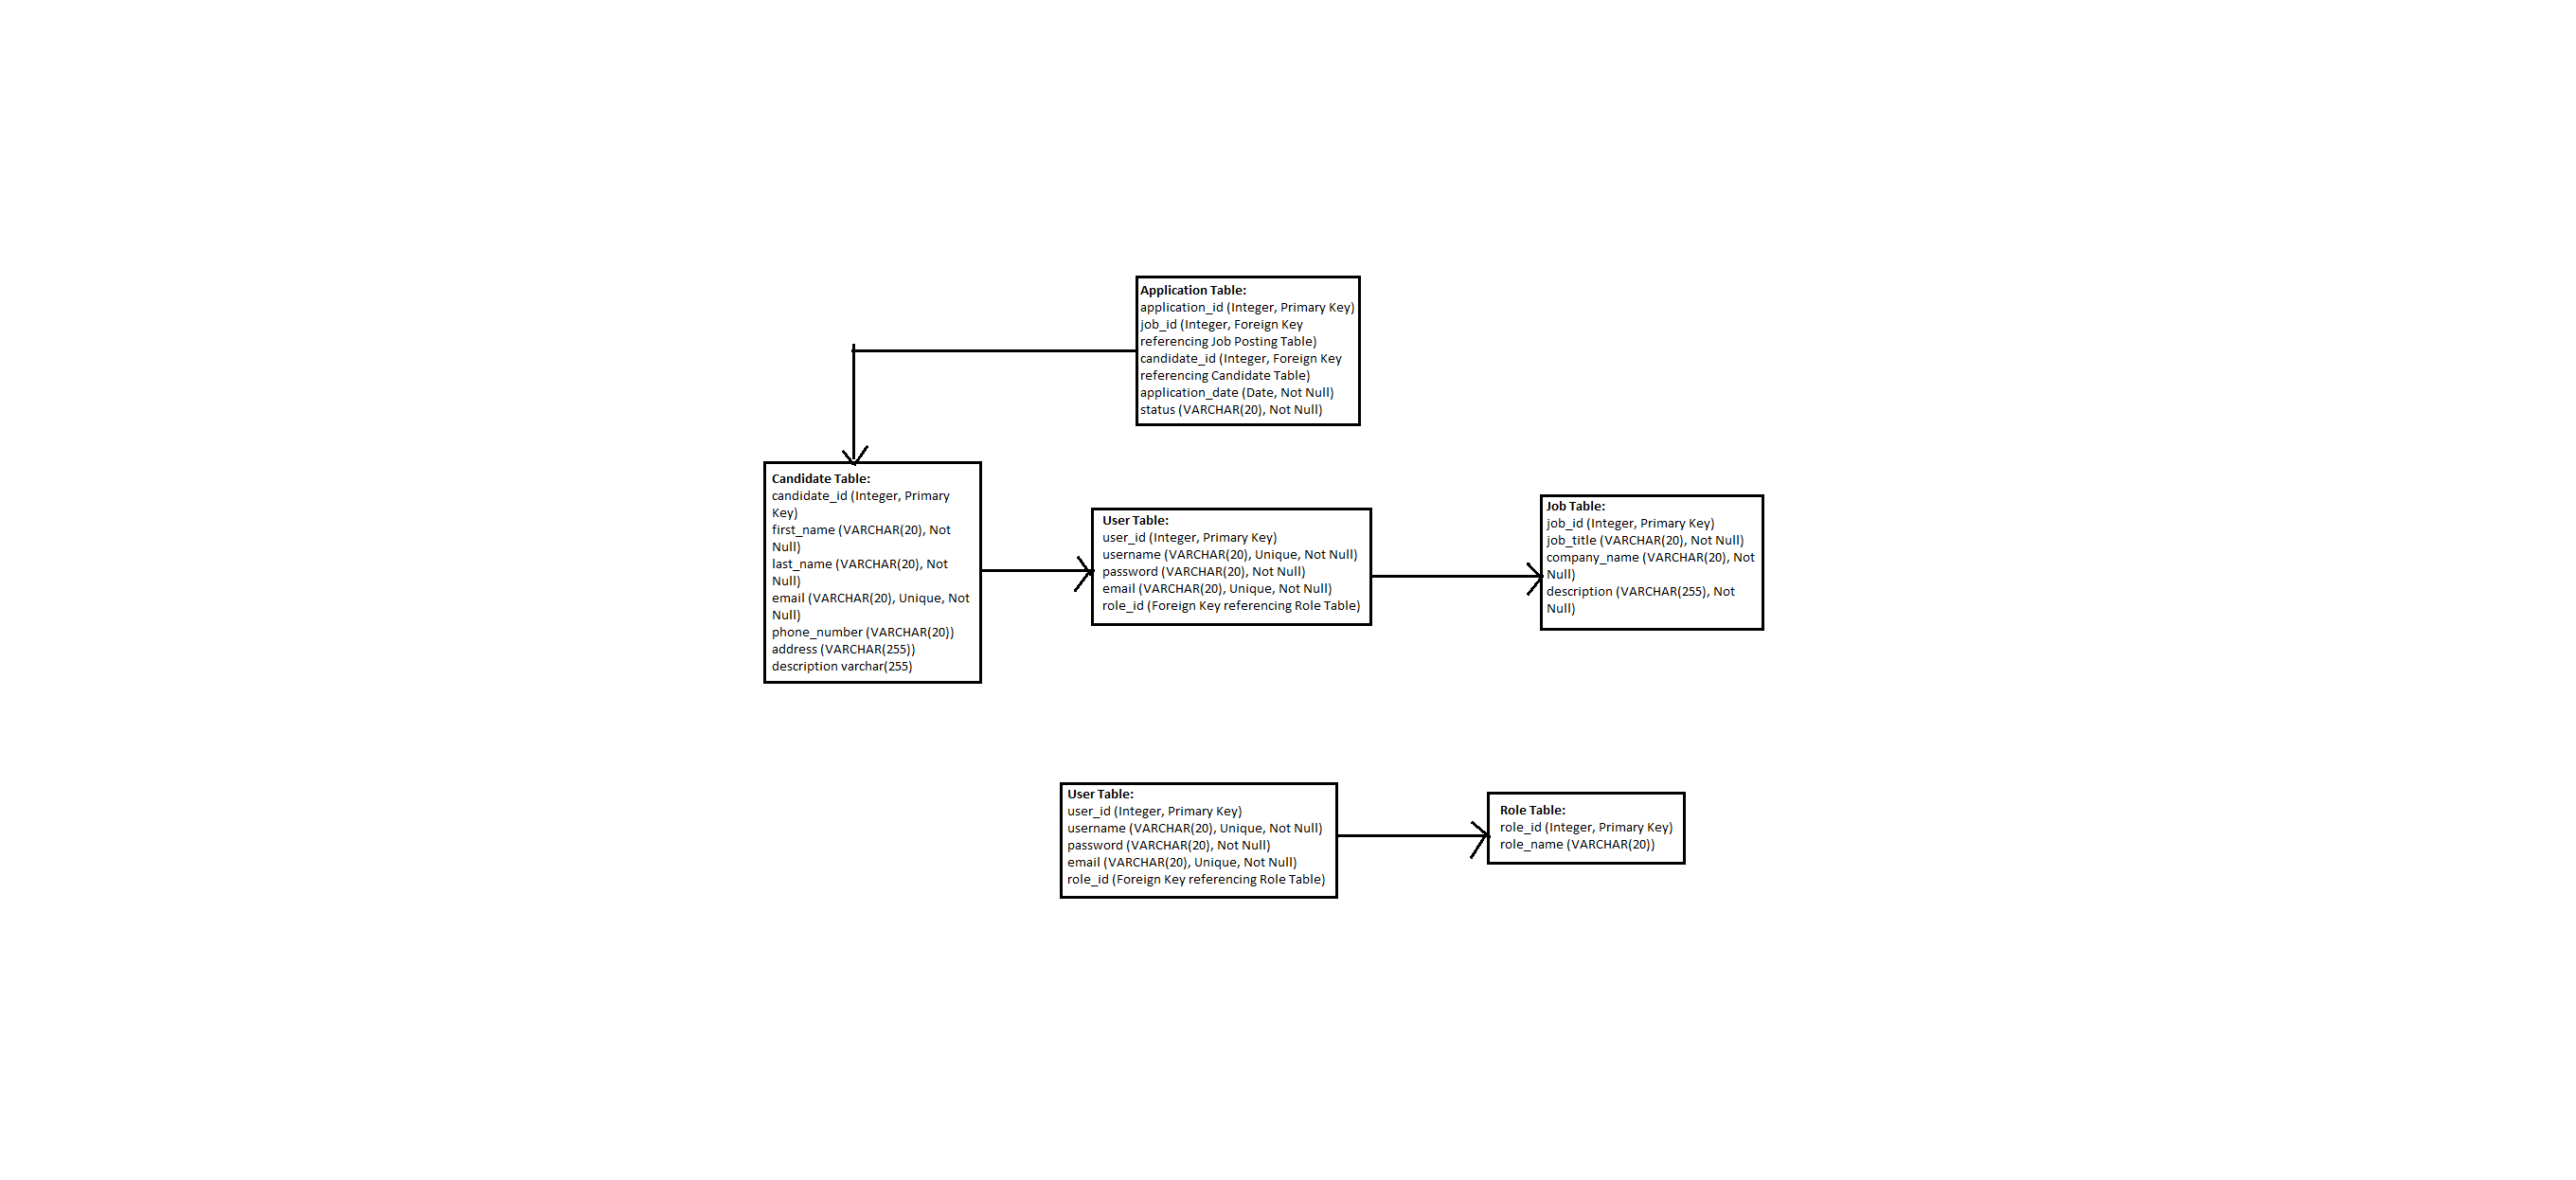 Application Table:
application_id (Integer, Primary Key)
job_id (Integer, Foreign Key
referencing Job Posting Table)
candidate_id (Integer, Foreign Key
referencing Candidate Table)
application_date (Date, Not Null)
status (VARCHAR(20), Not Null)
Candidate Table:
candidate_id (Integer, Primary
Key)
first_name (VARCHAR(20), Not
Null)
last_name (VARCHAR(20), Not
Null)
email (VARCHAR(20), Unique, Not
Null)
phone_number (VARCHAR(20))
address (VARCHAR(255))
description varchar(255)
User Table:
user_id (Integer, Primary Key)
username (VARCHAR(20), Unique, Not Null)
password (VARCHAR(20), Not Null)
email (VARCHAR(20), Unique, Not Null)
role_id (Foreign Key referencing Role Table)
Job Table:
job_id (Integer, Primary Key)
job_title (VARCHAR(20), Not Null)
company_name (VARCHAR(20), Not
Null)
description (VARCHAR(255), Not
Null)
User Table:
user_id (Integer, Primary Key)
username (VARCHAR(20), Unique, Not Null)
password (VARCHAR(20), Not Null)
email (VARCHAR(20), Unique, Not Null)
role_id (Foreign Key referencing Role Table)
Role Table:
role_id (Integer, Primary Key)
role_name (VARCHAR(20))